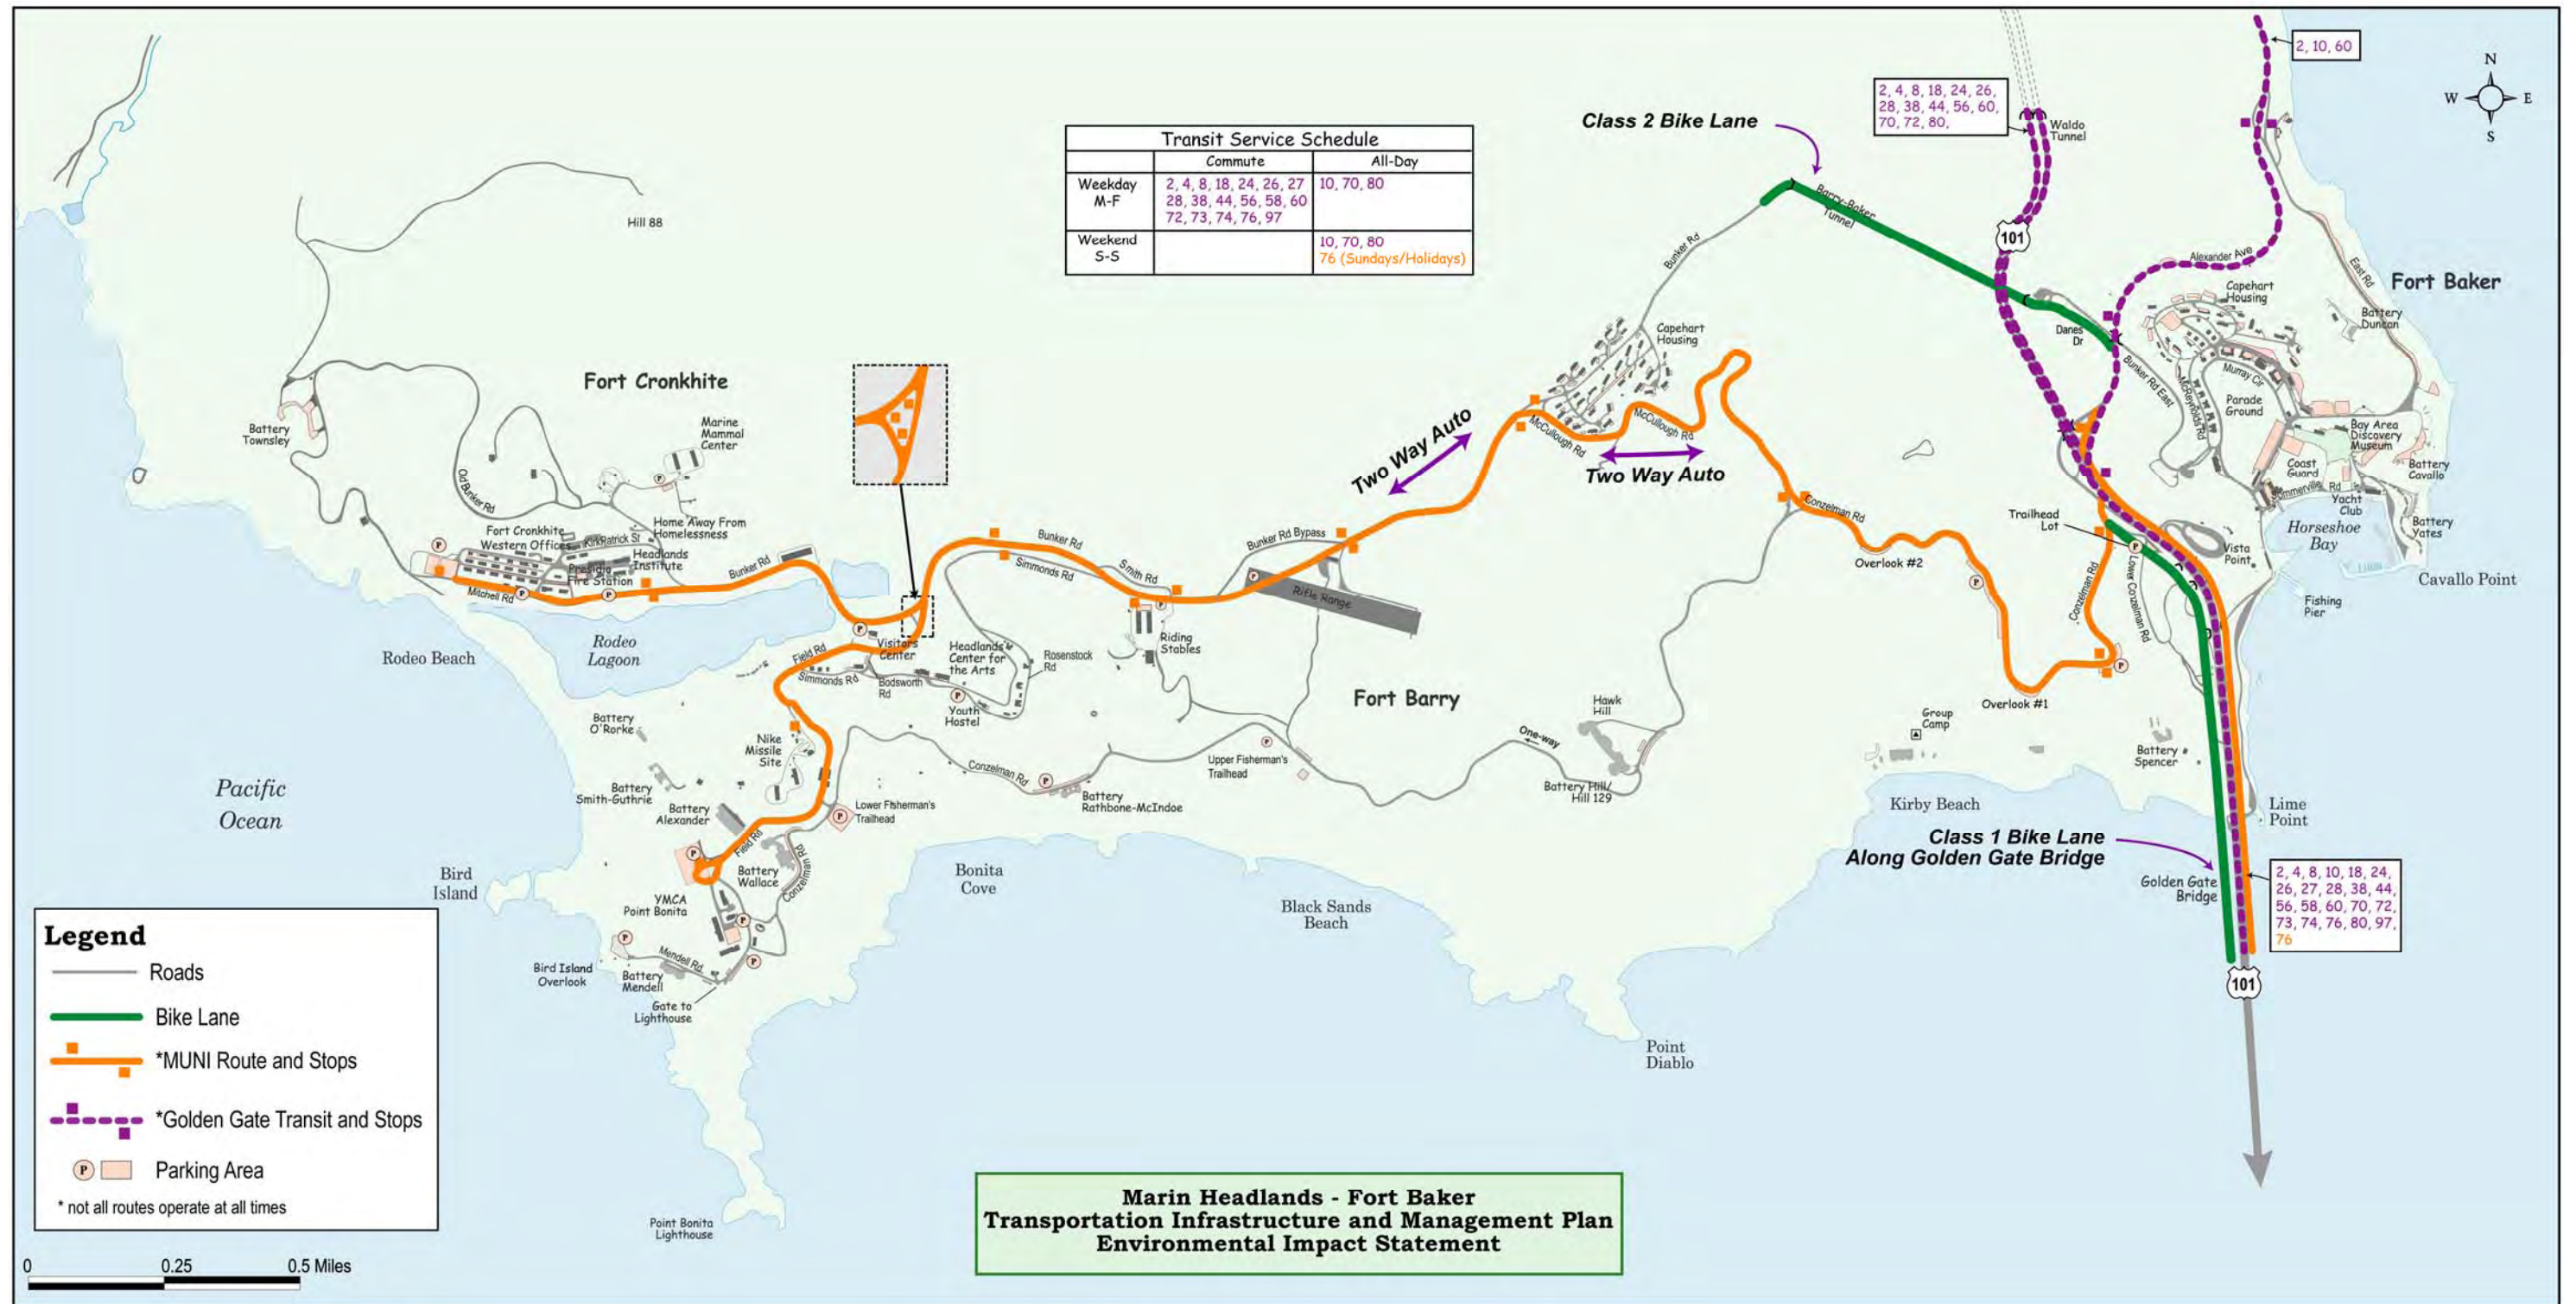 2, 10, 60
N
W E
S
Class 2 Bike Lane
2, 4, 8, 18, 24, 26,
28, 38, 44, 56, 60,
70, 72, 80,
Waldo
Tunnel
Transit Service Schedule
Commute All-Day
Weekday
M-F
2, 4, 8, 18, 24, 26, 27
28, 38, 44, 56, 58, 60
72, 73, 74, 76, 97
10, 70, 80
Weekend
S-S
10, 70, 80
76 (Sundays/Holidays)
Barry-Baker
Tunnel
Hill 88
Bunker Rd
101
Alexander Ave
East Rd
Fort Baker
Capehart
Housing
Battery
Duncan
Danes
Dr
Bunker Rd East
McReynolds Rd
Murray Cir
Parade
Ground
Bay Area
Discovery
Museum
Coast
Guard
Battery
Cavallo
Sommerville Rd
Yacht
Club
Battery
Yates
Horseshoe
Bay
Cavallo Point
Fishing
Pier
Vista
Point
Trailhead
Lot
Lower Conzelman Rd
Conzelman Rd
Capehart
Housing
McCullough Rd
McCullough Rd
Two Way Auto
Two Way Auto
Conzelman Rd
Overlook #2
Overlook #1
Fort Cronkhite
Battery
Townsley
Marine
Mammal
Center
Old Bunker Rd
Home Away From
Homelessness
Fort Cronkhite
Western Offices
Kirkpatrick St
Headlands
Institute
Presidio
Fire Station
Mitchell Rd
Bunker Rd
Bunker Rd
Simmonds Rd
Smith Rd
Bunker Rd Bypass
Rifle Range
Rodeo Beach
Rodeo
Lagoon
Visitors
Center
Field Rd
Simmonds Rd
Bodsworth
Rd
Headlands
Center for
the Arts
Rosenstock
Rd
Youth
Hostel
Riding
Stables
Fort Barry
Battery
O'Rorke
Nike
Missile
Site
Battery
Smith-Guthrie
Battery
Alexander
Lower Fisherman's
Trailhead
Conzelman Rd
Battery
Rathbone-McIndoe
Upper Fisherman's
Trailhead
One-way
Hawk
Hill
Battery Hill/
Hill 129
Group
Camp
Battery
Spencer
Kirby Beach
Lime
Point
Class 1 Bike Lane
Along Golden Gate Bridge
Golden Gate
Bridge
2, 4, 8, 10, 18, 24,
26, 27, 28, 38, 44,
56, 58, 60, 70, 72,
73, 74, 76, 80, 97,
76
101
Pacific
Ocean
Bird
Island
Field Rd
Battery
Wallace
Conzelman Rd
YMCA
Point Bonita
Mendell Rd
Bird Island
Overlook
Battery
Mendell
Gate to
Lighthouse
Bonita
Cove
Black Sands
Beach
Point
Diablo
Point Bonita
Lighthouse
Legend
Roads
Bike Lane
*MUNI Route and Stops
*Golden Gate Transit and Stops
P Parking Area
* not all routes operate at all times
0 0.25 0.5 Miles
Marin Headlands - Fort Baker
Transportation Infrastructure and Management Plan
Environmental Impact Statement